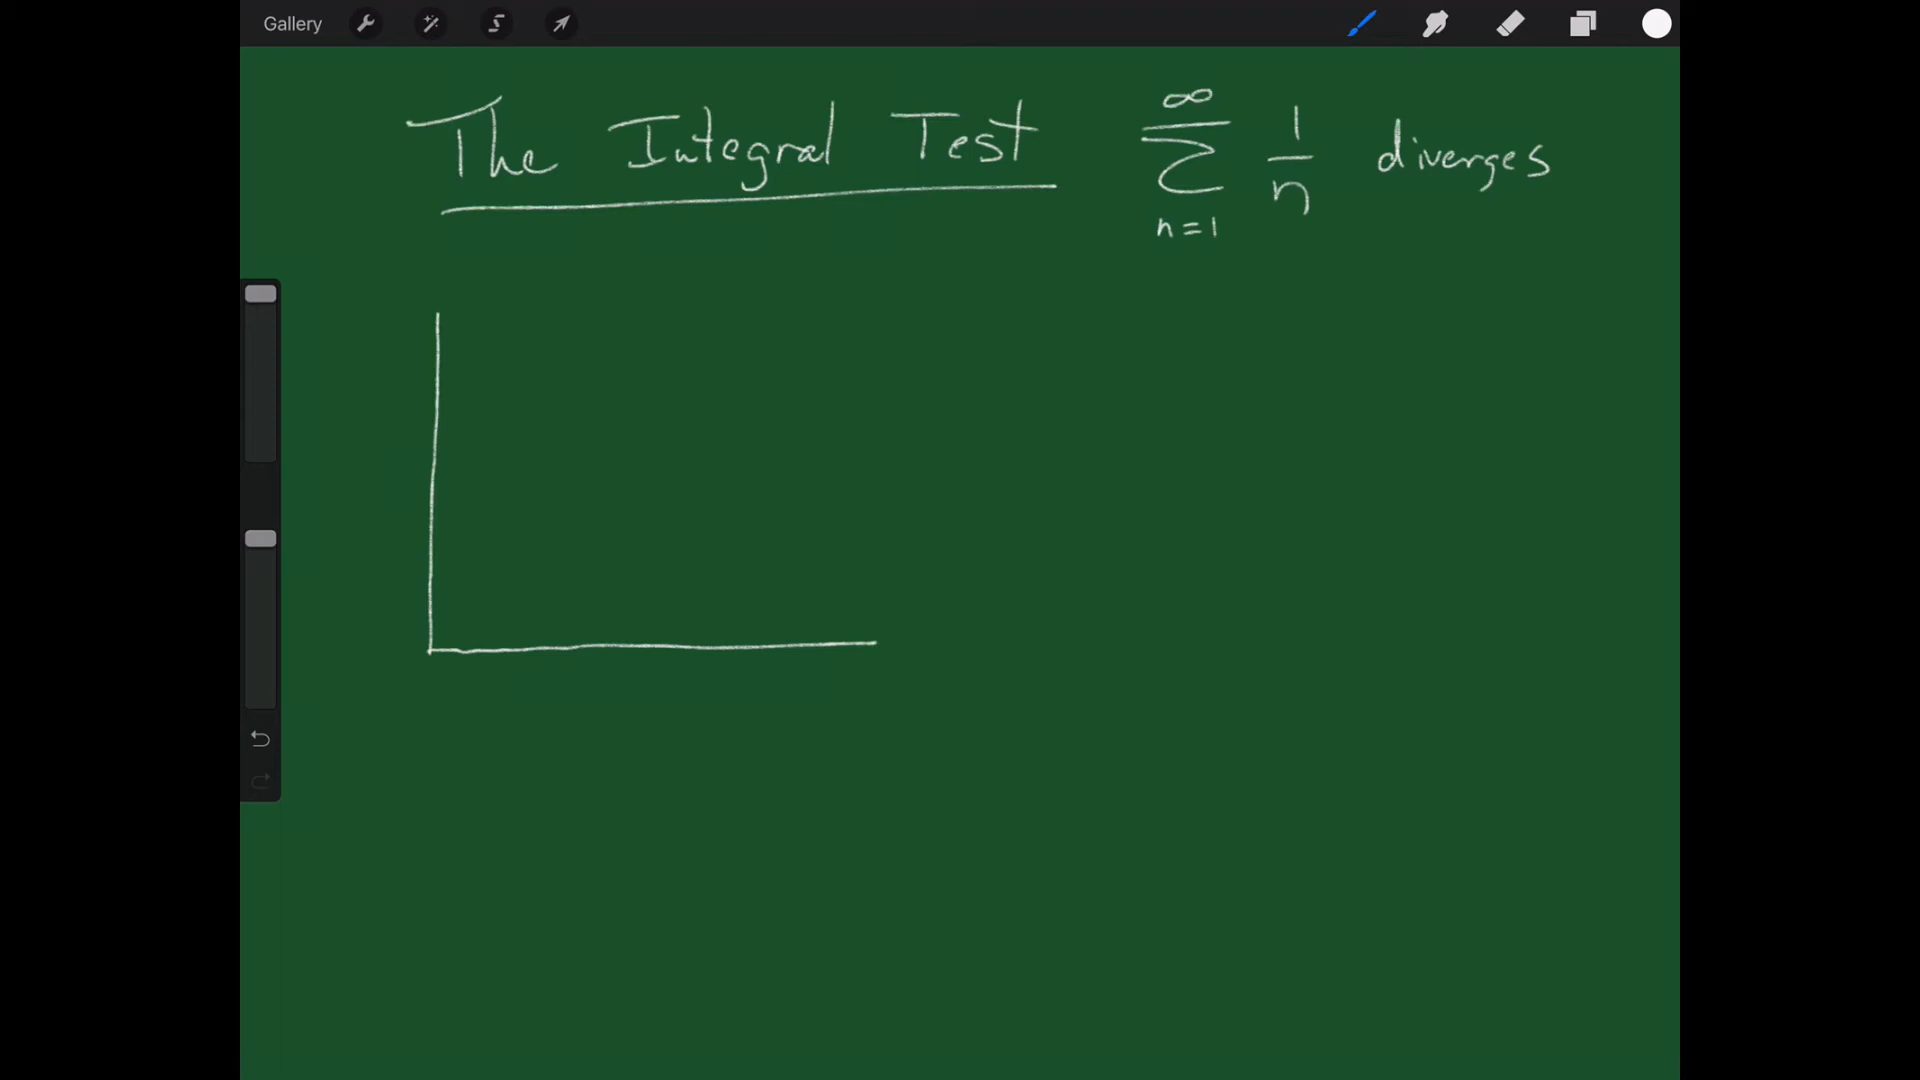 Gallery
The Integral Test ∞ Σ n=1 1/n diverges